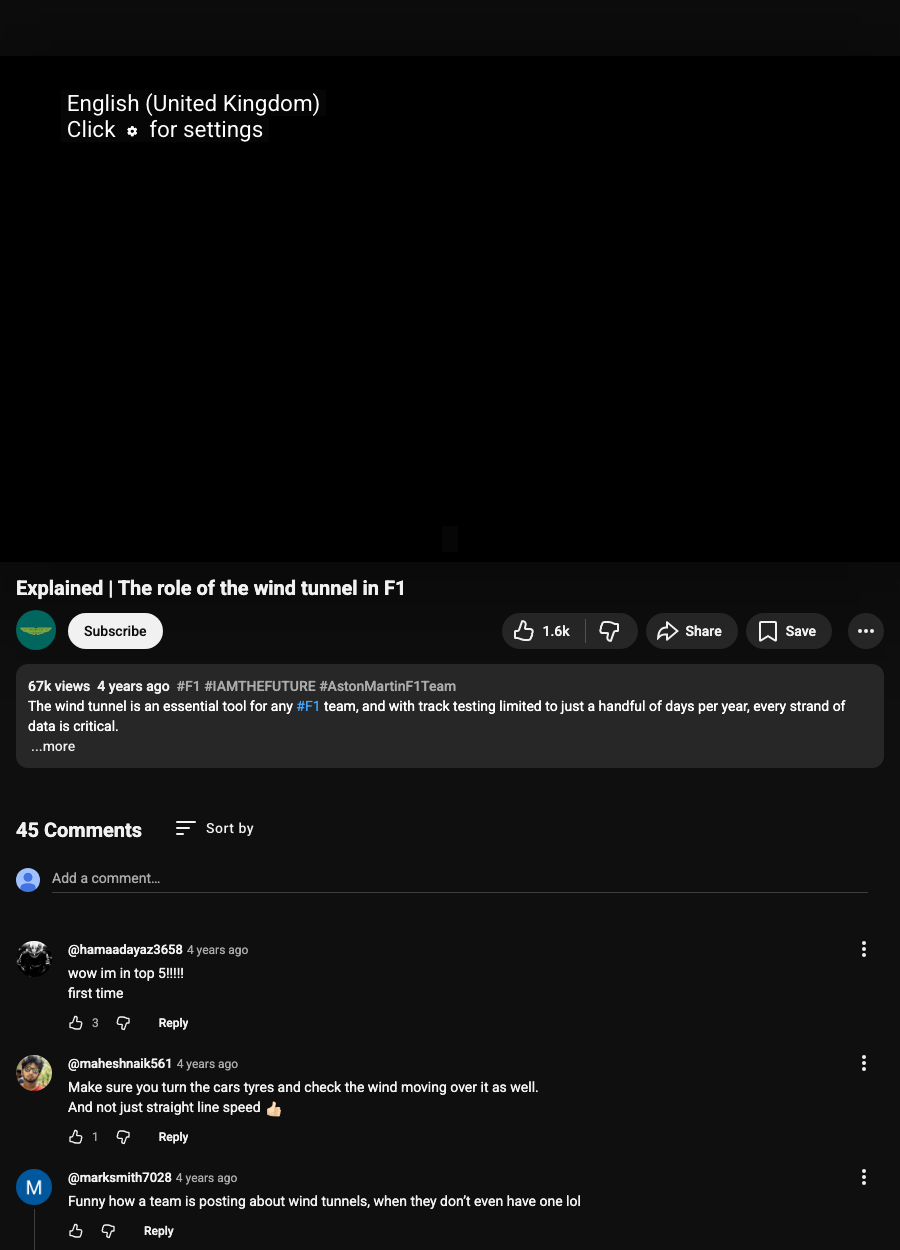 English (United Kingdom)
Click for settings
Explained | The role of the wind tunnel in F1
Subscribe
1.6k
Share
Save
67k views 4 years ago #F1 #IAMTHEFUTURE #AstonMartinF1Team
The wind tunnel is an essential tool for any #F1 team, and with track testing limited to just a handful of days per year, every strand of
data is critical.
...more
45 Comments
Sort by
Add a comment...
@hamaadayaz3658 4 years ago
wow im in top 5!!!!!
first time
3
Reply
@maheshnaik561 4 years ago
Make sure you turn the cars tyres and check the wind moving over it as well.
And not just straight line speed 👍🏻
1
Reply
M
@marksmith7028 4 years ago
Funny how a team is posting about wind tunnels, when they don’t even have one lol
Reply